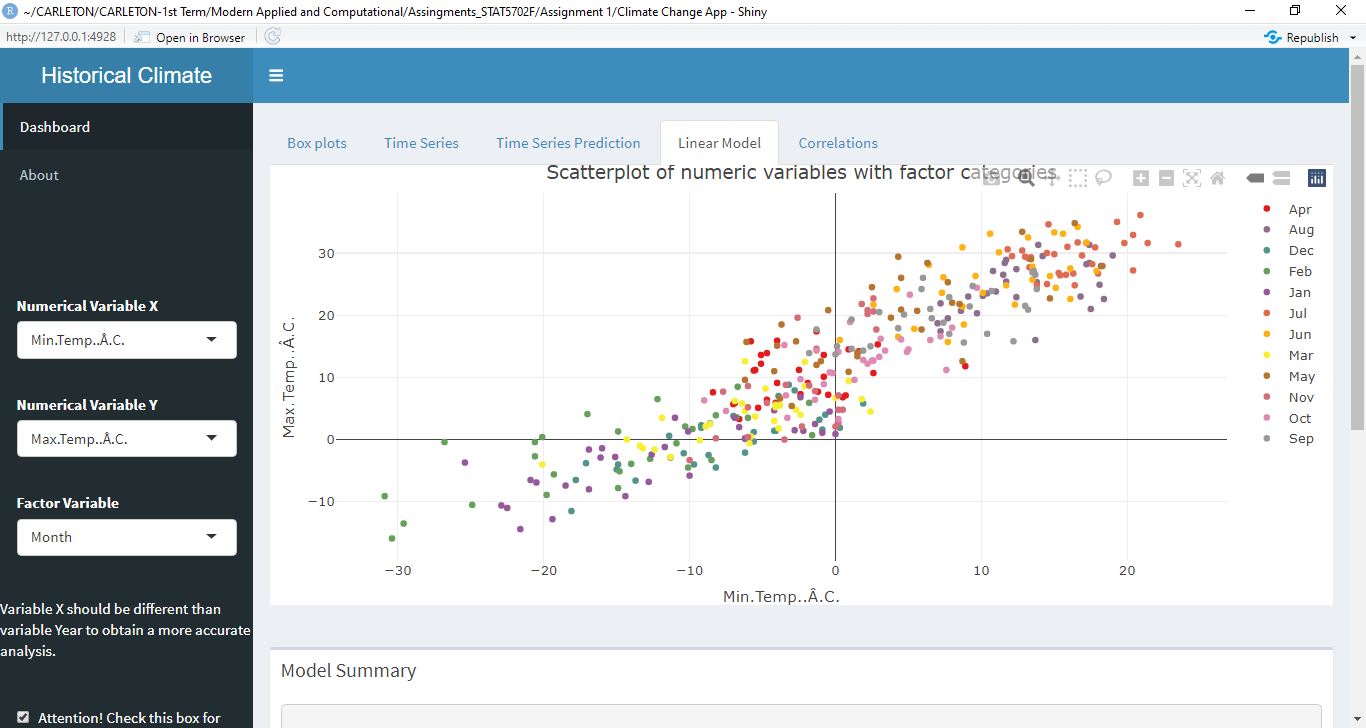 ~/CARLETON/CARLETON-1st Term/Modern Applied and Computational/Assingments_STAT5702F/Assignment 1/Climate Change App - Shiny
http://127.0.0.1:4928
Open in Browser
Republish
Historical Climate
Dashboard
About
Numerical Variable X
Min.Temp..Â.C.
Numerical Variable Y
Max.Temp..Â.C.
Factor Variable
Month
Variable X should be different than
variable Year to obtain a more accurate
analysis.
Attention! Check this box for
Box plots
Time Series
Time Series Prediction
Linear Model
Correlations
Scatterplot of numeric variables with factor categories.
Max.Temp..Â.C.
30
20
10
0
−10
−30
−20
−10
0
10
20
Min.Temp..Â.C.
Apr
Aug
Dec
Feb
Jan
Jul
Jun
Mar
May
Nov
Oct
Sep
Model Summary